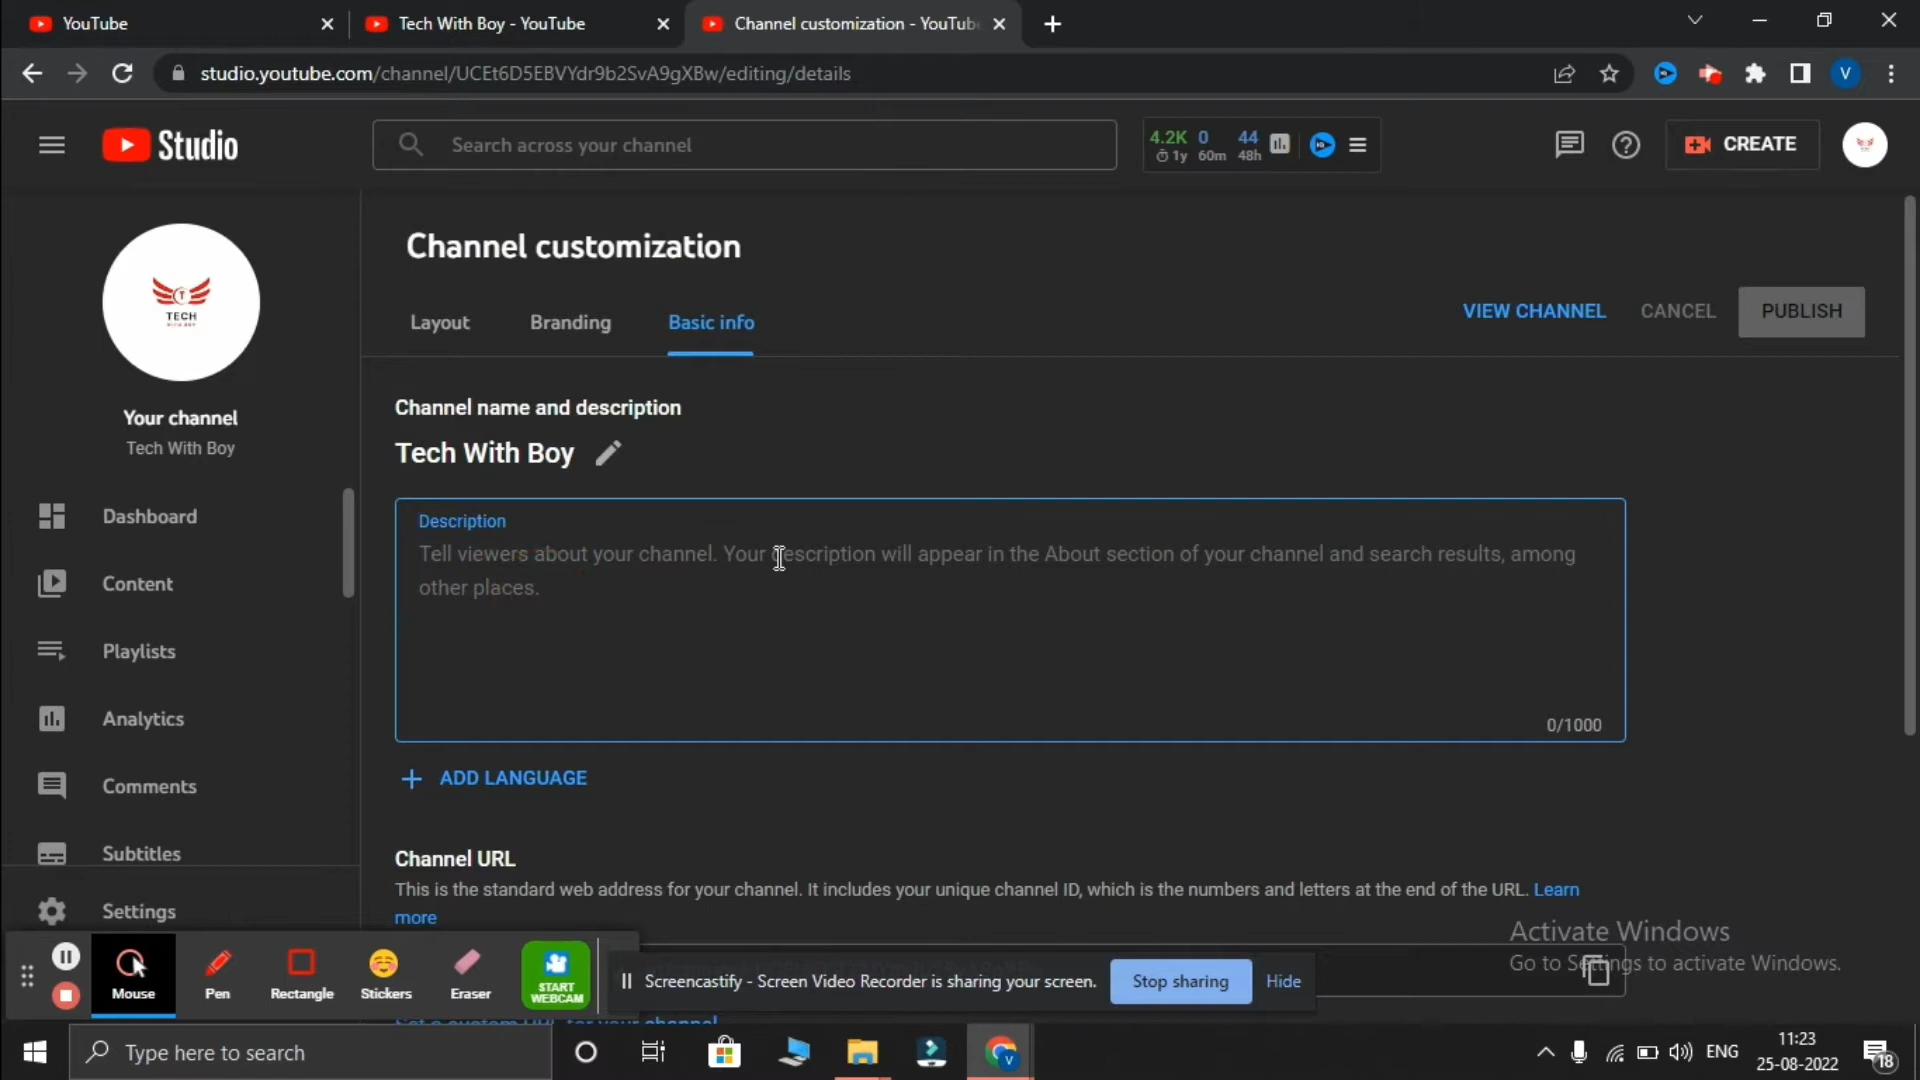 YouTube
Tech With Boy - YouTube
Channel customization - YouTub
studio.youtube.com/channel/UCEt6D5EBVYdr9b2SvA9gXBw/editing/details
V
Studio
Search across your channel
4.2K 0 44
1y 60m 48h
CREATE
TECH
Your channel
Tech With Boy
Dashboard
Content
Playlists
Analytics
Comments
Subtitles
Settings
Channel customization
Layout Branding Basic info
VIEW CHANNEL CANCEL PUBLISH
Channel name and description
Tech With Boy
Description
Tell viewers about your channel. Your description will appear in the About section of your channel and search results, among
other places.
0/1000
ADD LANGUAGE
Channel URL
This is the standard web address for your channel. It includes your unique channel ID, which is the numbers and letters at the end of the URL. Learn
more
Activate Windows
Go to Settings to activate Windows.
Mouse Pen Rectangle Stickers Eraser
START
WEBCAM
Screencastify - Screen Video Recorder is sharing your screen. Stop sharing Hide
Set a custom URL for your channel
Type here to search
V
ENG
11:23
25-08-2022
18